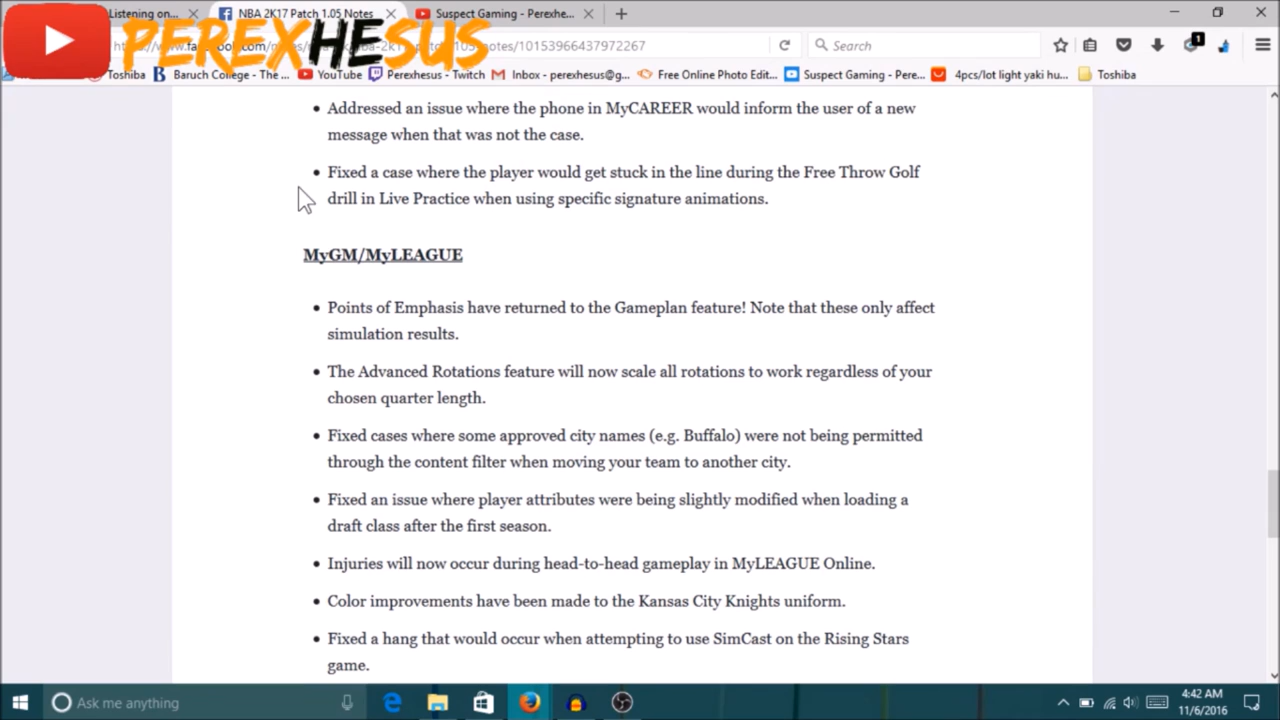 Listening on...
NBA 2K17 Patch 1.05 Notes
Suspect Gaming - Perexhe...
PEREXHESUS
Search
1
Toshiba
Baruch College - The ...
YouTube
Perexhesus - Twitch
Inbox - perexhesus@g...
Free Online Photo Edit...
Suspect Gaming - Pere...
4pcs/lot light yaki hu...
Toshiba
• Addressed an issue where the phone in MyCAREER would inform the user of a new
message when that was not the case.
• Fixed a case where the player would get stuck in the line during the Free Throw Golf
drill in Live Practice when using specific signature animations.
MyGM/MyLEAGUE
• Points of Emphasis have returned to the Gameplan feature! Note that these only affect
simulation results.
• The Advanced Rotations feature will now scale all rotations to work regardless of your
chosen quarter length.
• Fixed cases where some approved city names (e.g. Buffalo) were not being permitted
through the content filter when moving your team to another city.
• Fixed an issue where player attributes were being slightly modified when loading a
draft class after the first season.
• Injuries will now occur during head-to-head gameplay in MyLEAGUE Online.
• Color improvements have been made to the Kansas City Knights uniform.
• Fixed a hang that would occur when attempting to use SimCast on the Rising Stars
game.
Ask me anything
4:42 AM
11/6/2016